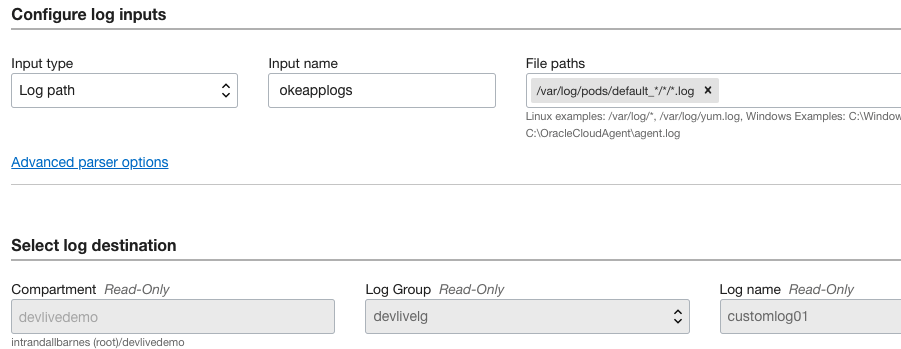 Configure log inputs
Input type
Input name
File paths
Log path
okeapplogs
/var/log/pods/default_*/*/*.log ×
Linux examples: /var/log/*, /var/log/yum.log, Windows Examples: C:\Window
C:\OracleCloudAgent\agent.log
Advanced parser options
Select log destination
Compartment Read-Only
Log Group Read-Only
Log name Read-Only
devlivedemo
devlivelg
customlog01
intrandallbarnes (root)/devlivedemo